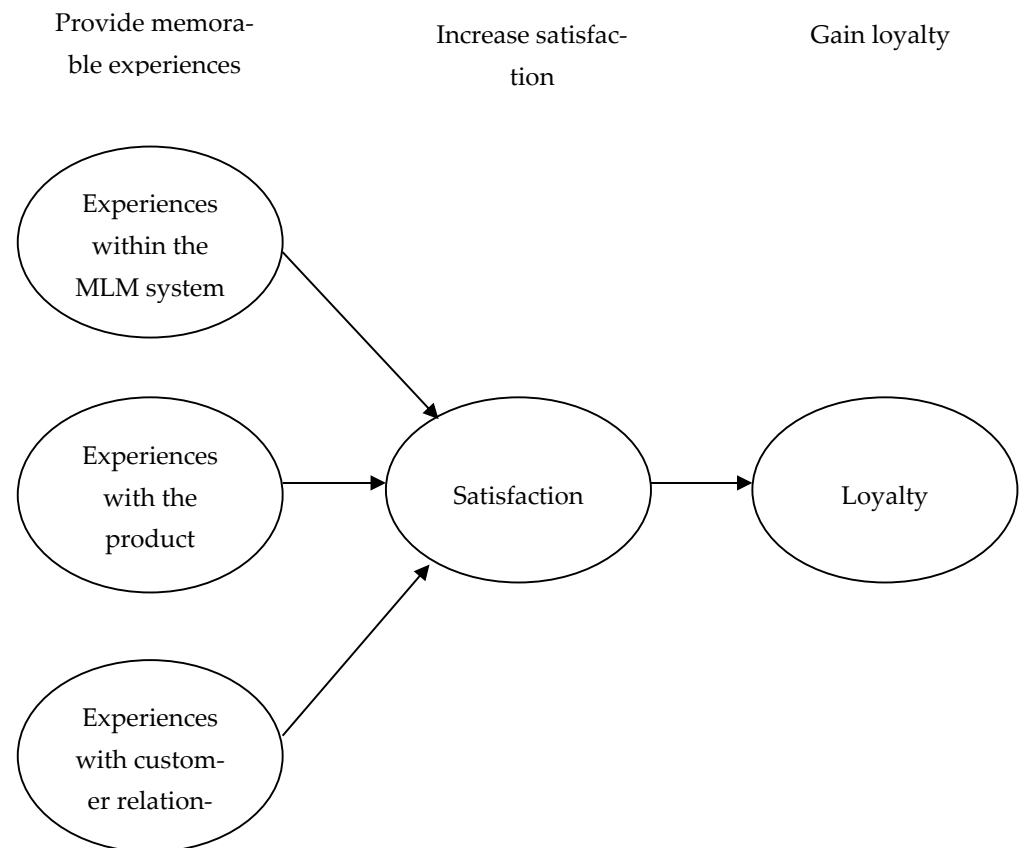 Provide memora-
ble experiences
Increase satisfac-
tion
Gain loyalty
Experiences
within the
MLM system
Experiences
with the
product
Satisfaction
Loyalty
Experiences
with custom-
er relation-